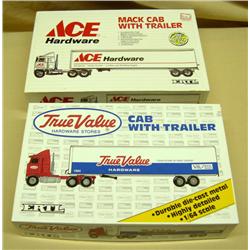 ACE
Hardware
MACK CAB
WITH TRAILER
ACE Hardware
ERTL
True Value
HARDWARE STORES
CAB
WITH TRAILER
True Value
HARDWARE
ERTL
•Durable die-cast metal
•Highly detailed
•1/64 scale